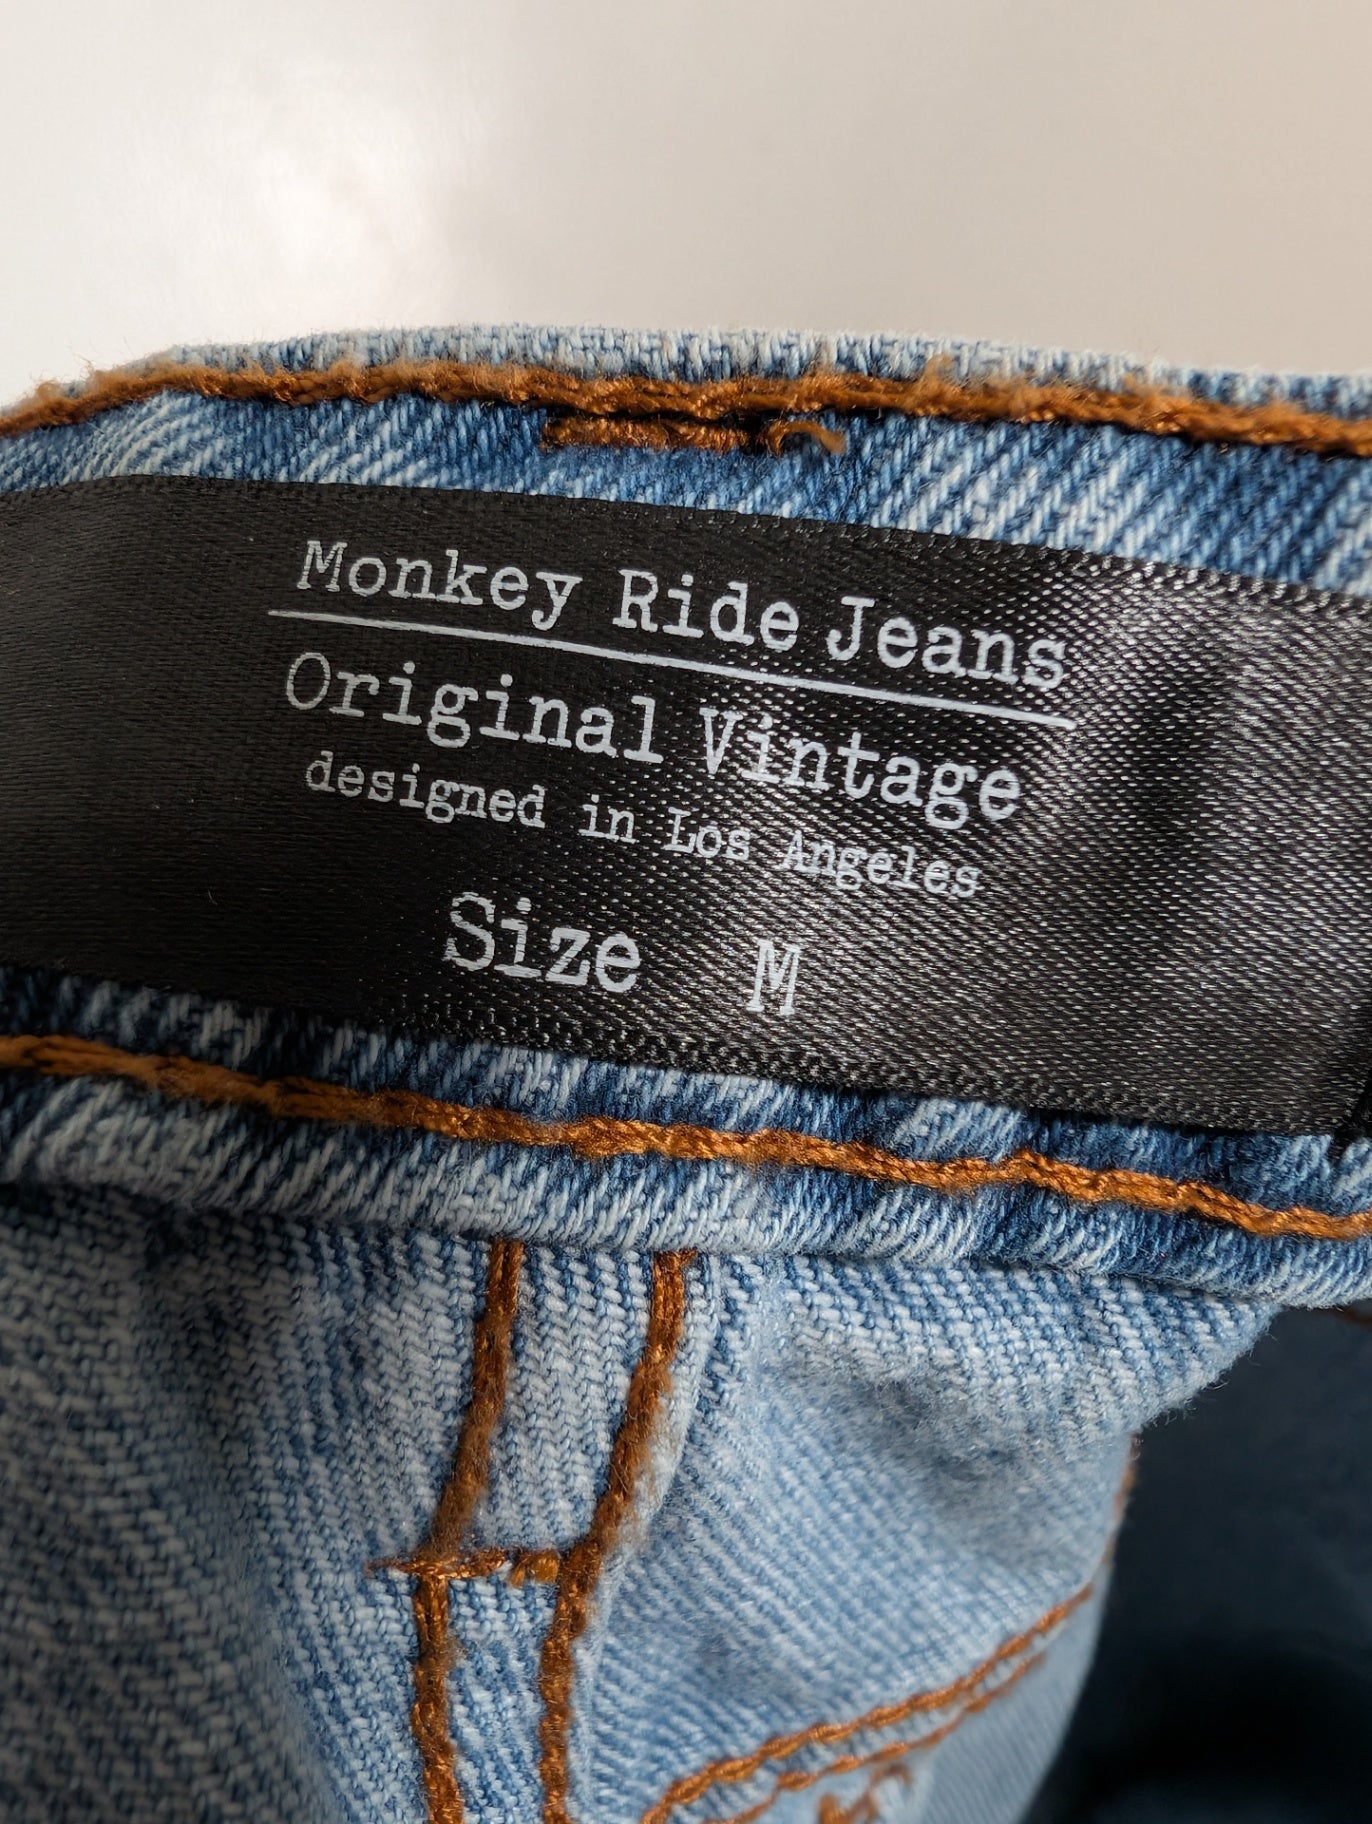 Monkey Ride Jeans
Original Vintage
designed in Los Angeles
Size M